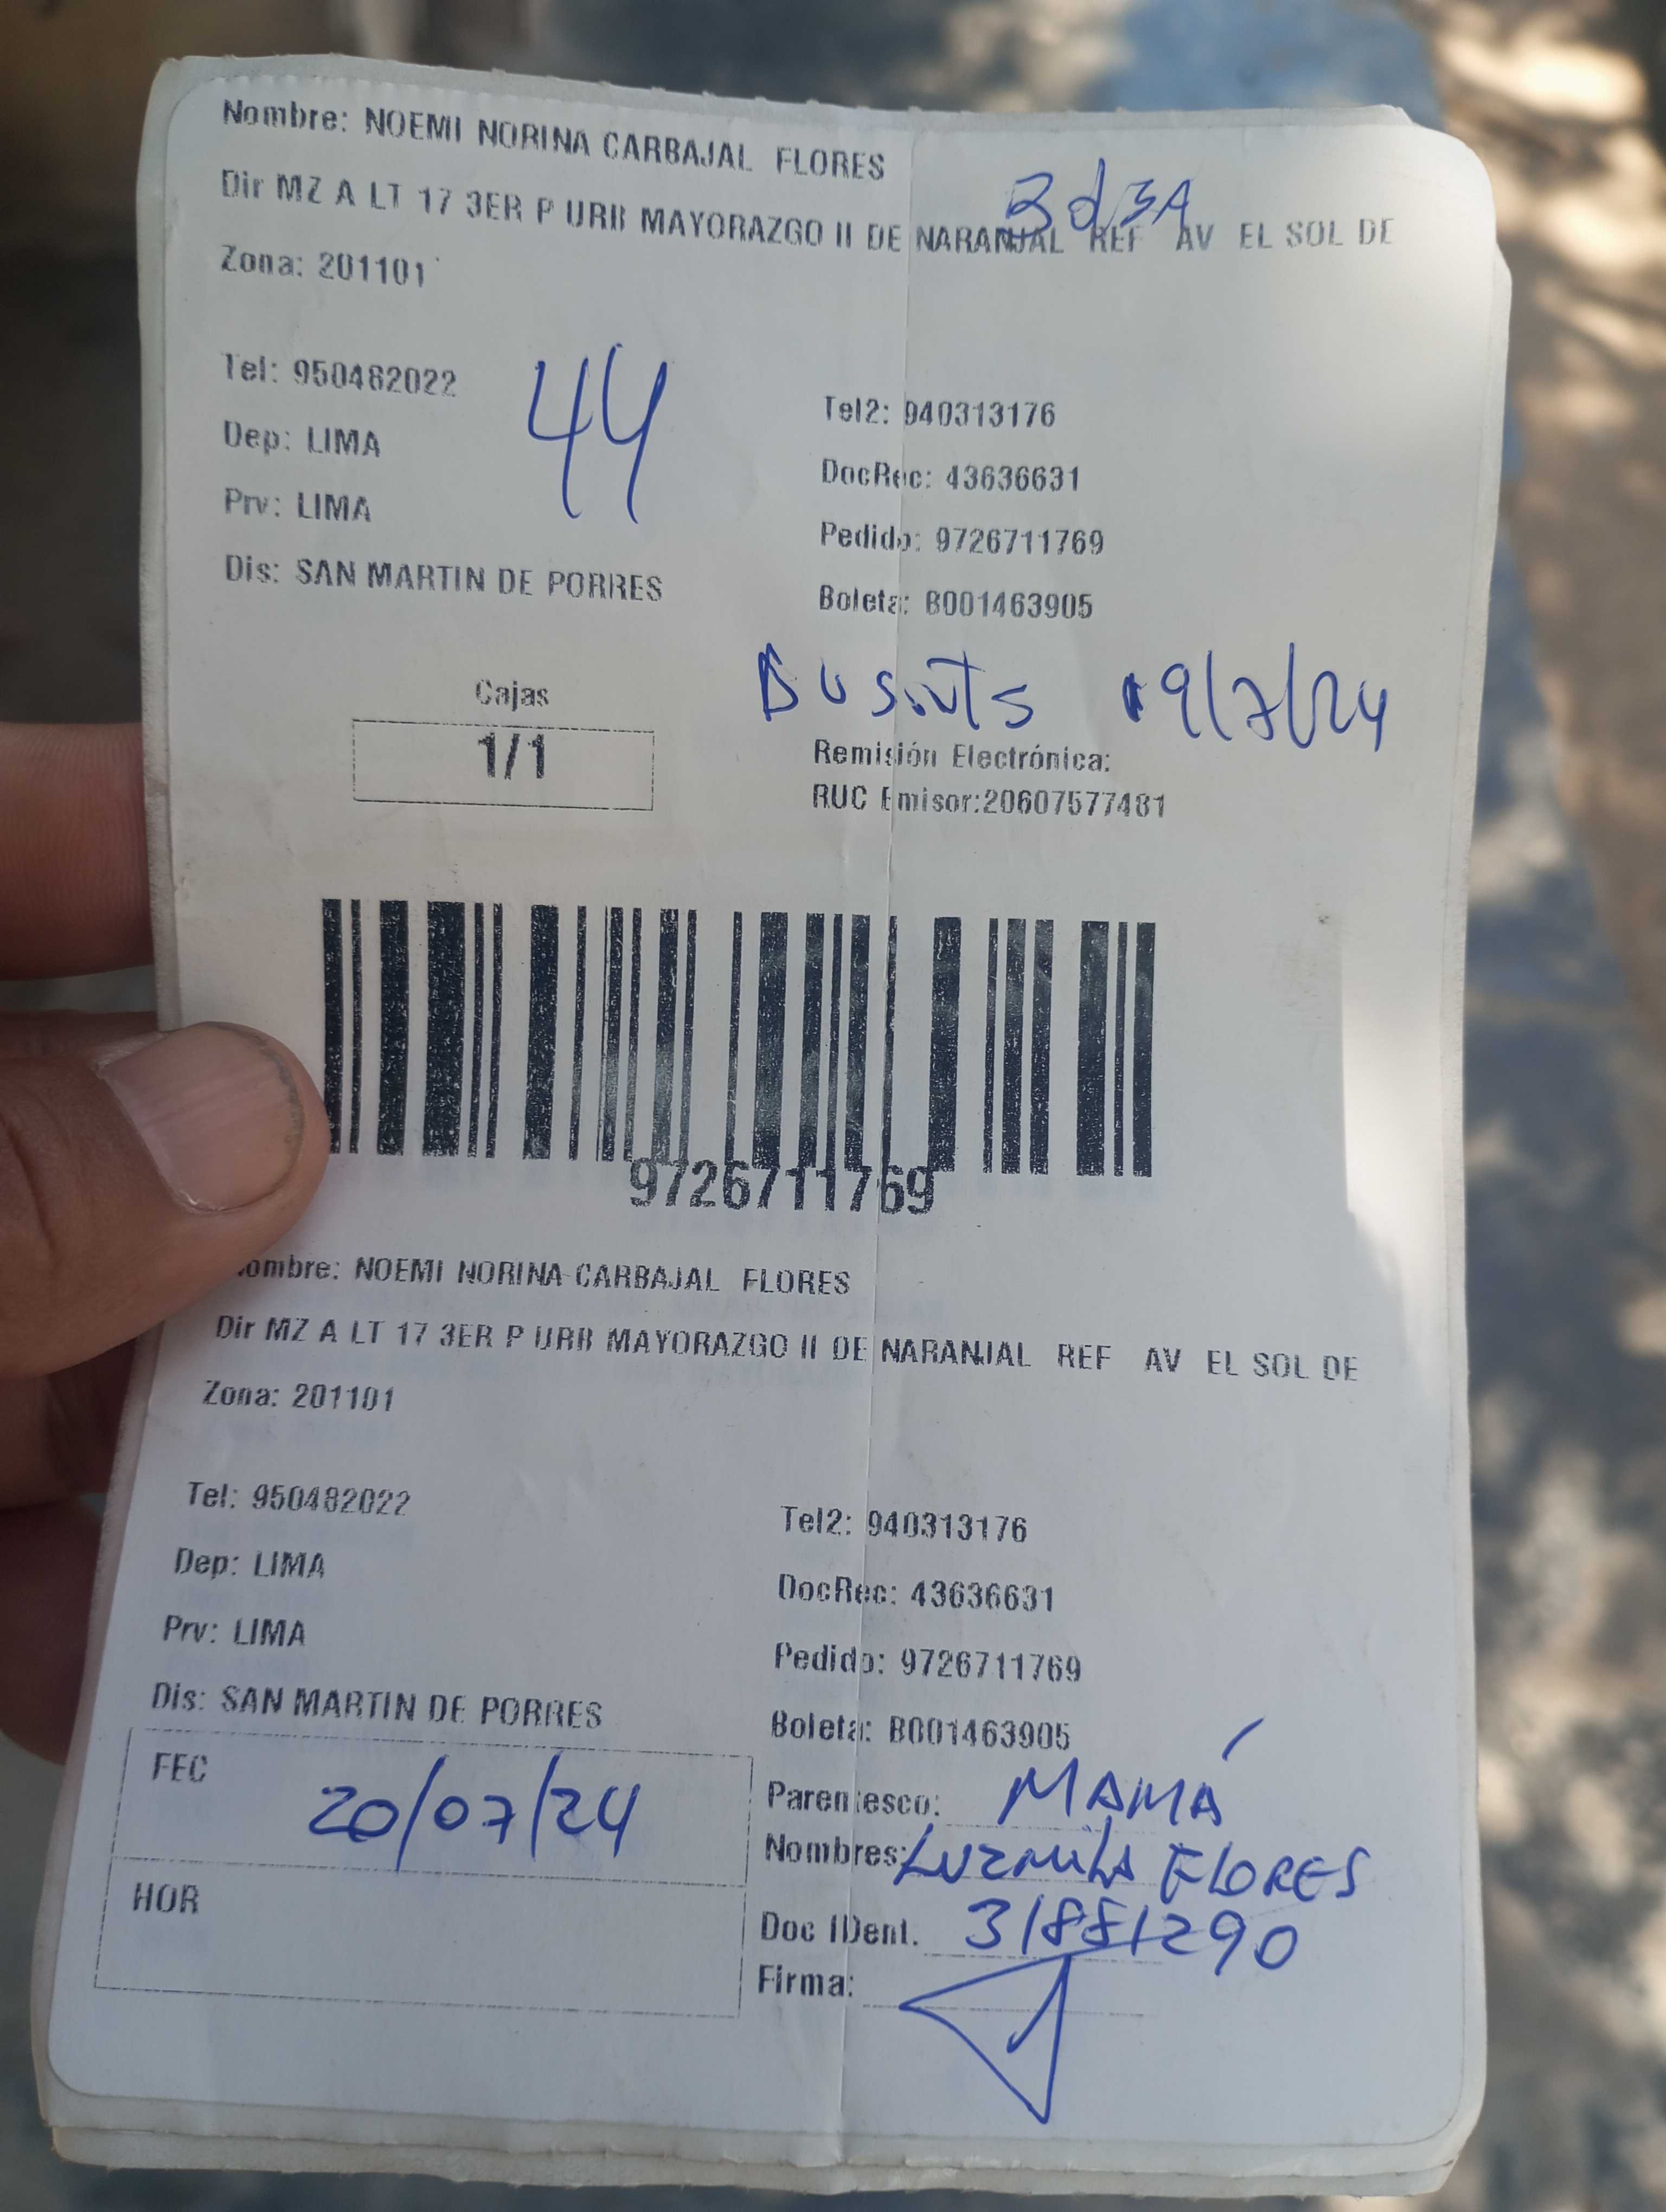 Nombre: NOEMI NORINA CARBAJAL FLORES
Dir MZ A LT 17 3ER P URB MAYORAZGO II DE NARANJAL REF AV EL SOL DE
Zona: 201101
44
Tel: 950482022
Tel2: 940313176
Dep: LIMA
DocRec: 43636631
Prv: LIMA
Pedido: 9726711769
Dis: SAN MARTIN DE PORRES
Boleta: B001463905
19/7/24
Cajas
1/1
Remisión Electrónica:
RUC Emisor:20607577481
9726711769
ombre: NOEMI NORINA CARBAJAL FLORES
Dir MZ A LT 17 3ER P URB MAYORAZGO II DE NARANJAL REF AV EL SOL DE
Zona: 201101
Tel: 950482022
Tel2: 940313176
Dep: LIMA
DocRec: 43636631
Prv: LIMA
Pedido: 9726711769
Dis: SAN MARTIN DE PORRES
Boleta: B001463905
FEC 20/07/24
Parentesco: MAMÁ
Nombres: LUZMILA FLORES
HOR
Doc IDent. 31881290
Firma: